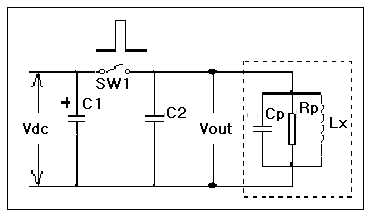 SW1
+ C1
C2
Vdc
Vout
Cp
Rp
Lx